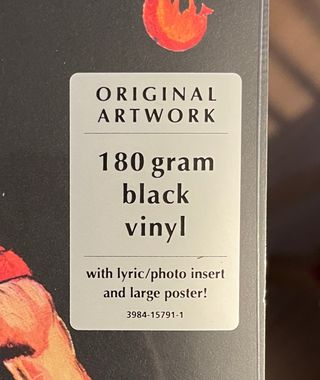 ORIGINAL
ARTWORK
180 gram
black
vinyl
with lyric/photo insert
and large poster!
3984-15791-1